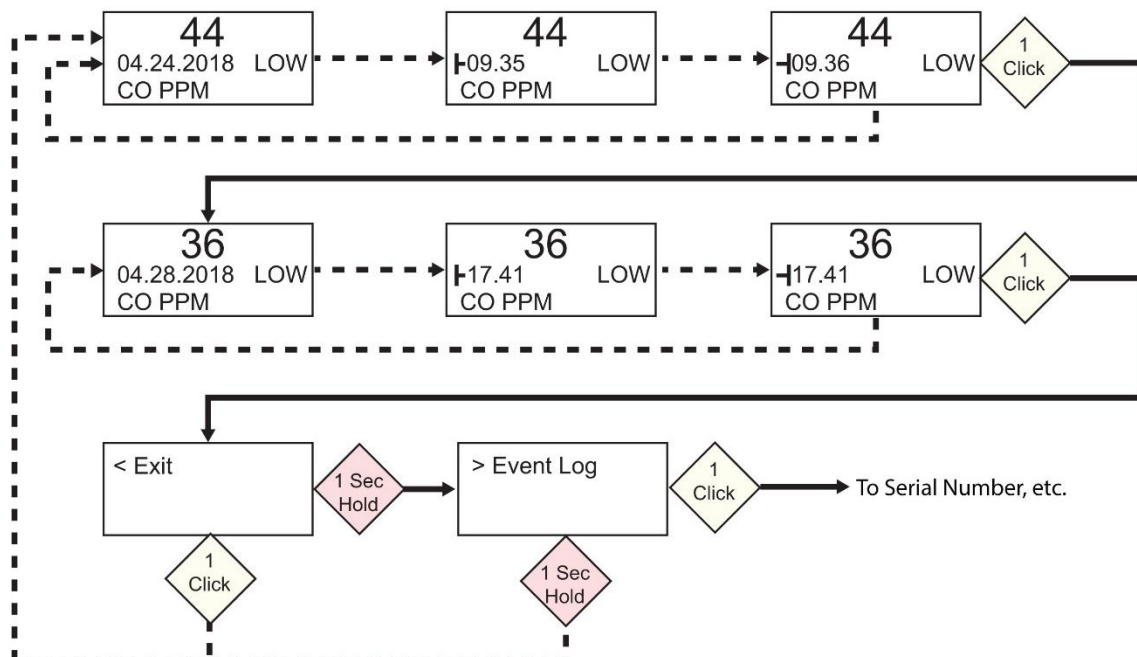 44
04.24.2018 LOW
CO PPM
44
09.35 LOW
CO PPM
44
09.36 LOW
CO PPM
1
Click
36
04.28.2018 LOW
CO PPM
36
17.41 LOW
CO PPM
36
17.41 LOW
CO PPM
1
Click
< Exit
1 Sec
Hold
> Event Log
1
Click
To Serial Number, etc.
1
Click
1 Sec
Hold